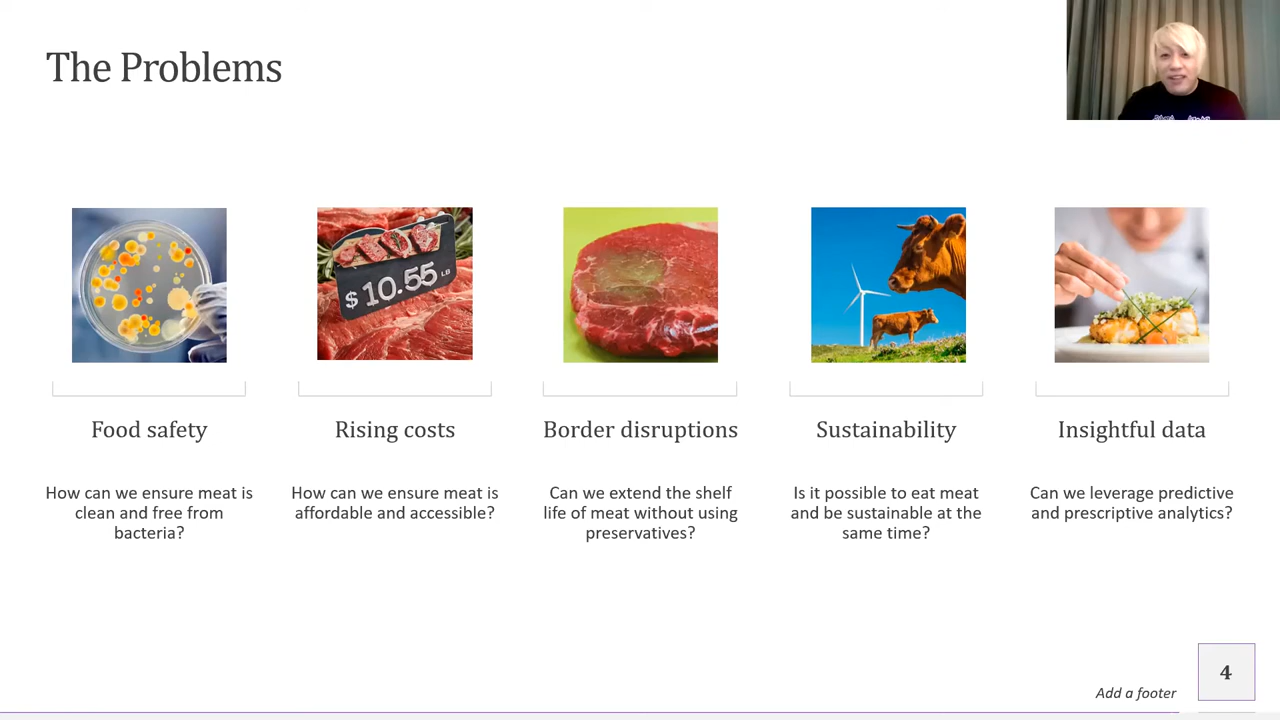 The Problems
$10.55 LB
Food safety
How can we ensure meat is
clean and free from
bacteria?
Rising costs
How can we ensure meat is
affordable and accessible?
Border disruptions
Can we extend the shelf
life of meat without using
preservatives?
Sustainability
Is it possible to eat meat
and be sustainable at the
same time?
Insightful data
Can we leverage predictive
and prescriptive analytics?
Add a footer
4